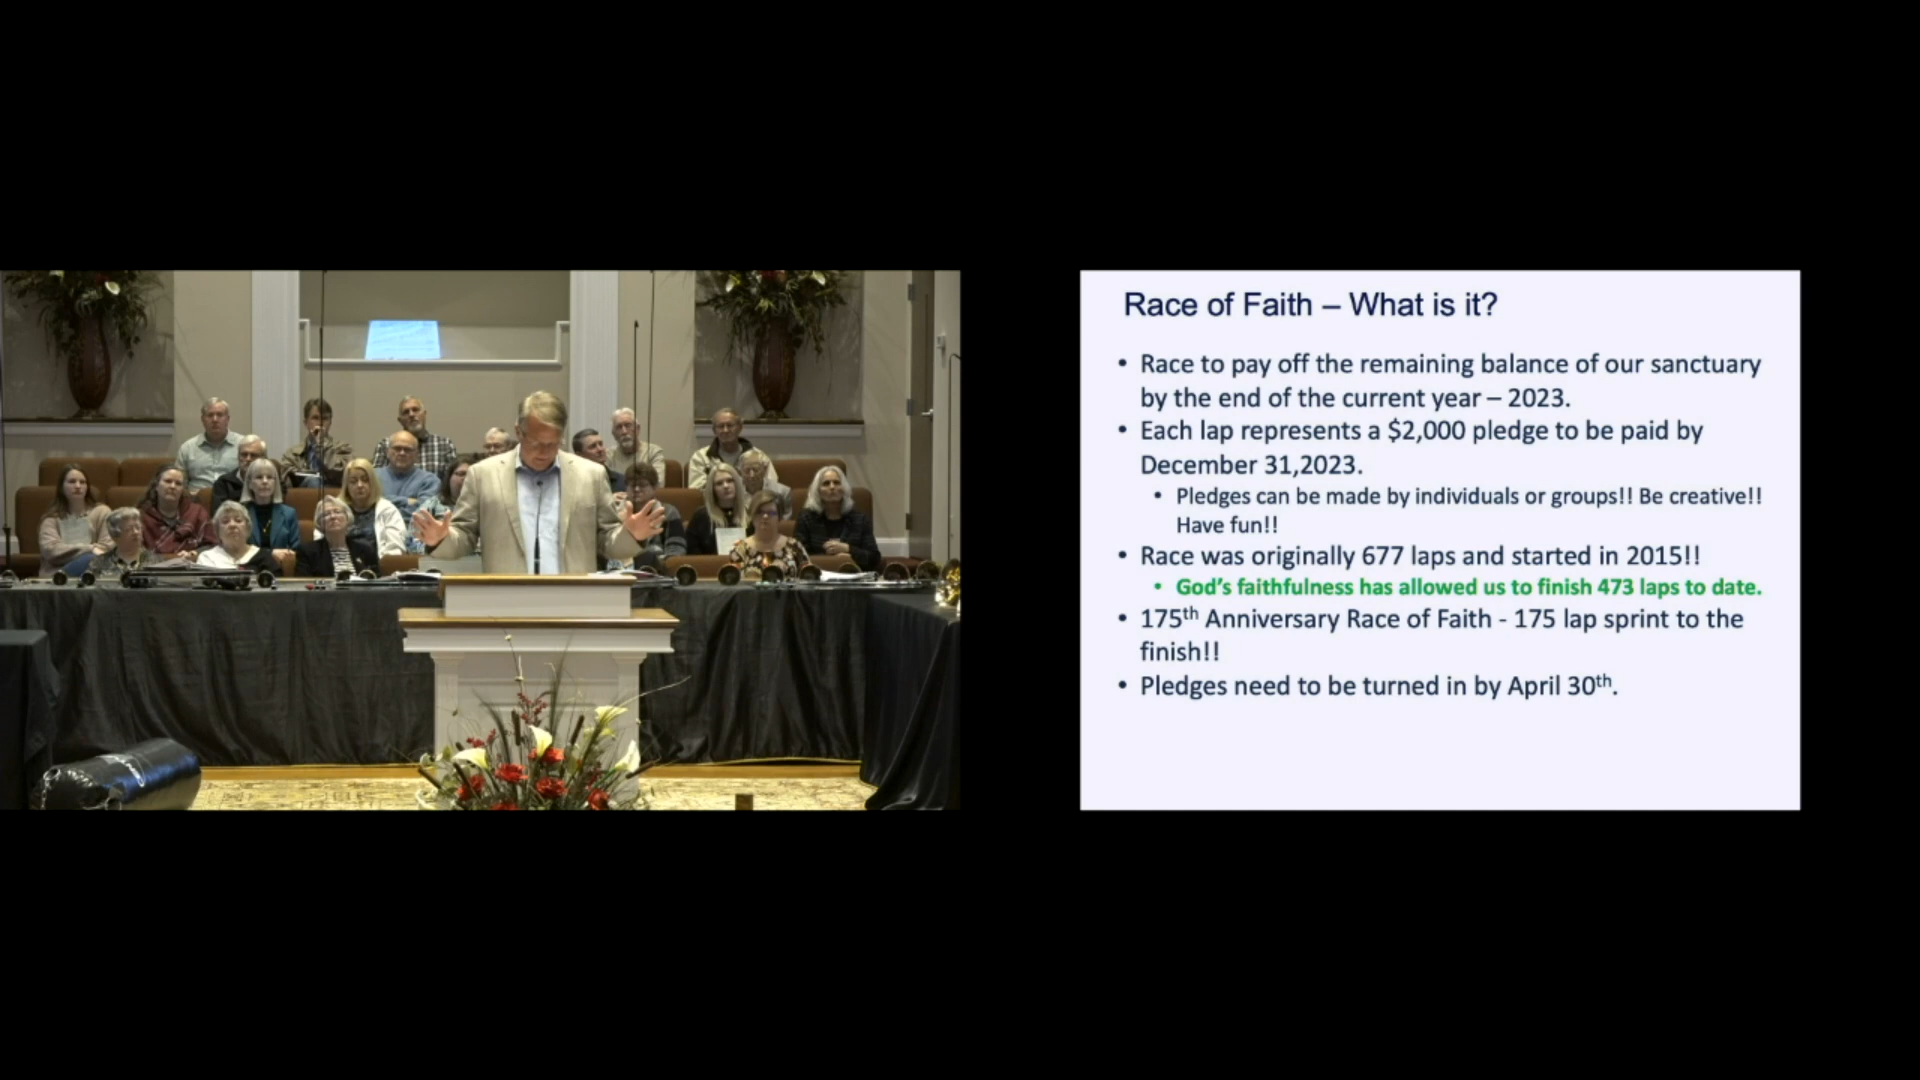 Race of Faith – What is it?
• Race to pay off the remaining balance of our sanctuary
by the end of the current year – 2023.
• Each lap represents a $2,000 pledge to be paid by
December 31,2023.
• Pledges can be made by individuals or groups!! Be creative!!
Have fun!!
• Race was originally 677 laps and started in 2015!!
• God's faithfulness has allowed us to finish 473 laps to date.
• 175th Anniversary Race of Faith - 175 lap sprint to the
finish!!
• Pledges need to be turned in by April 30th.